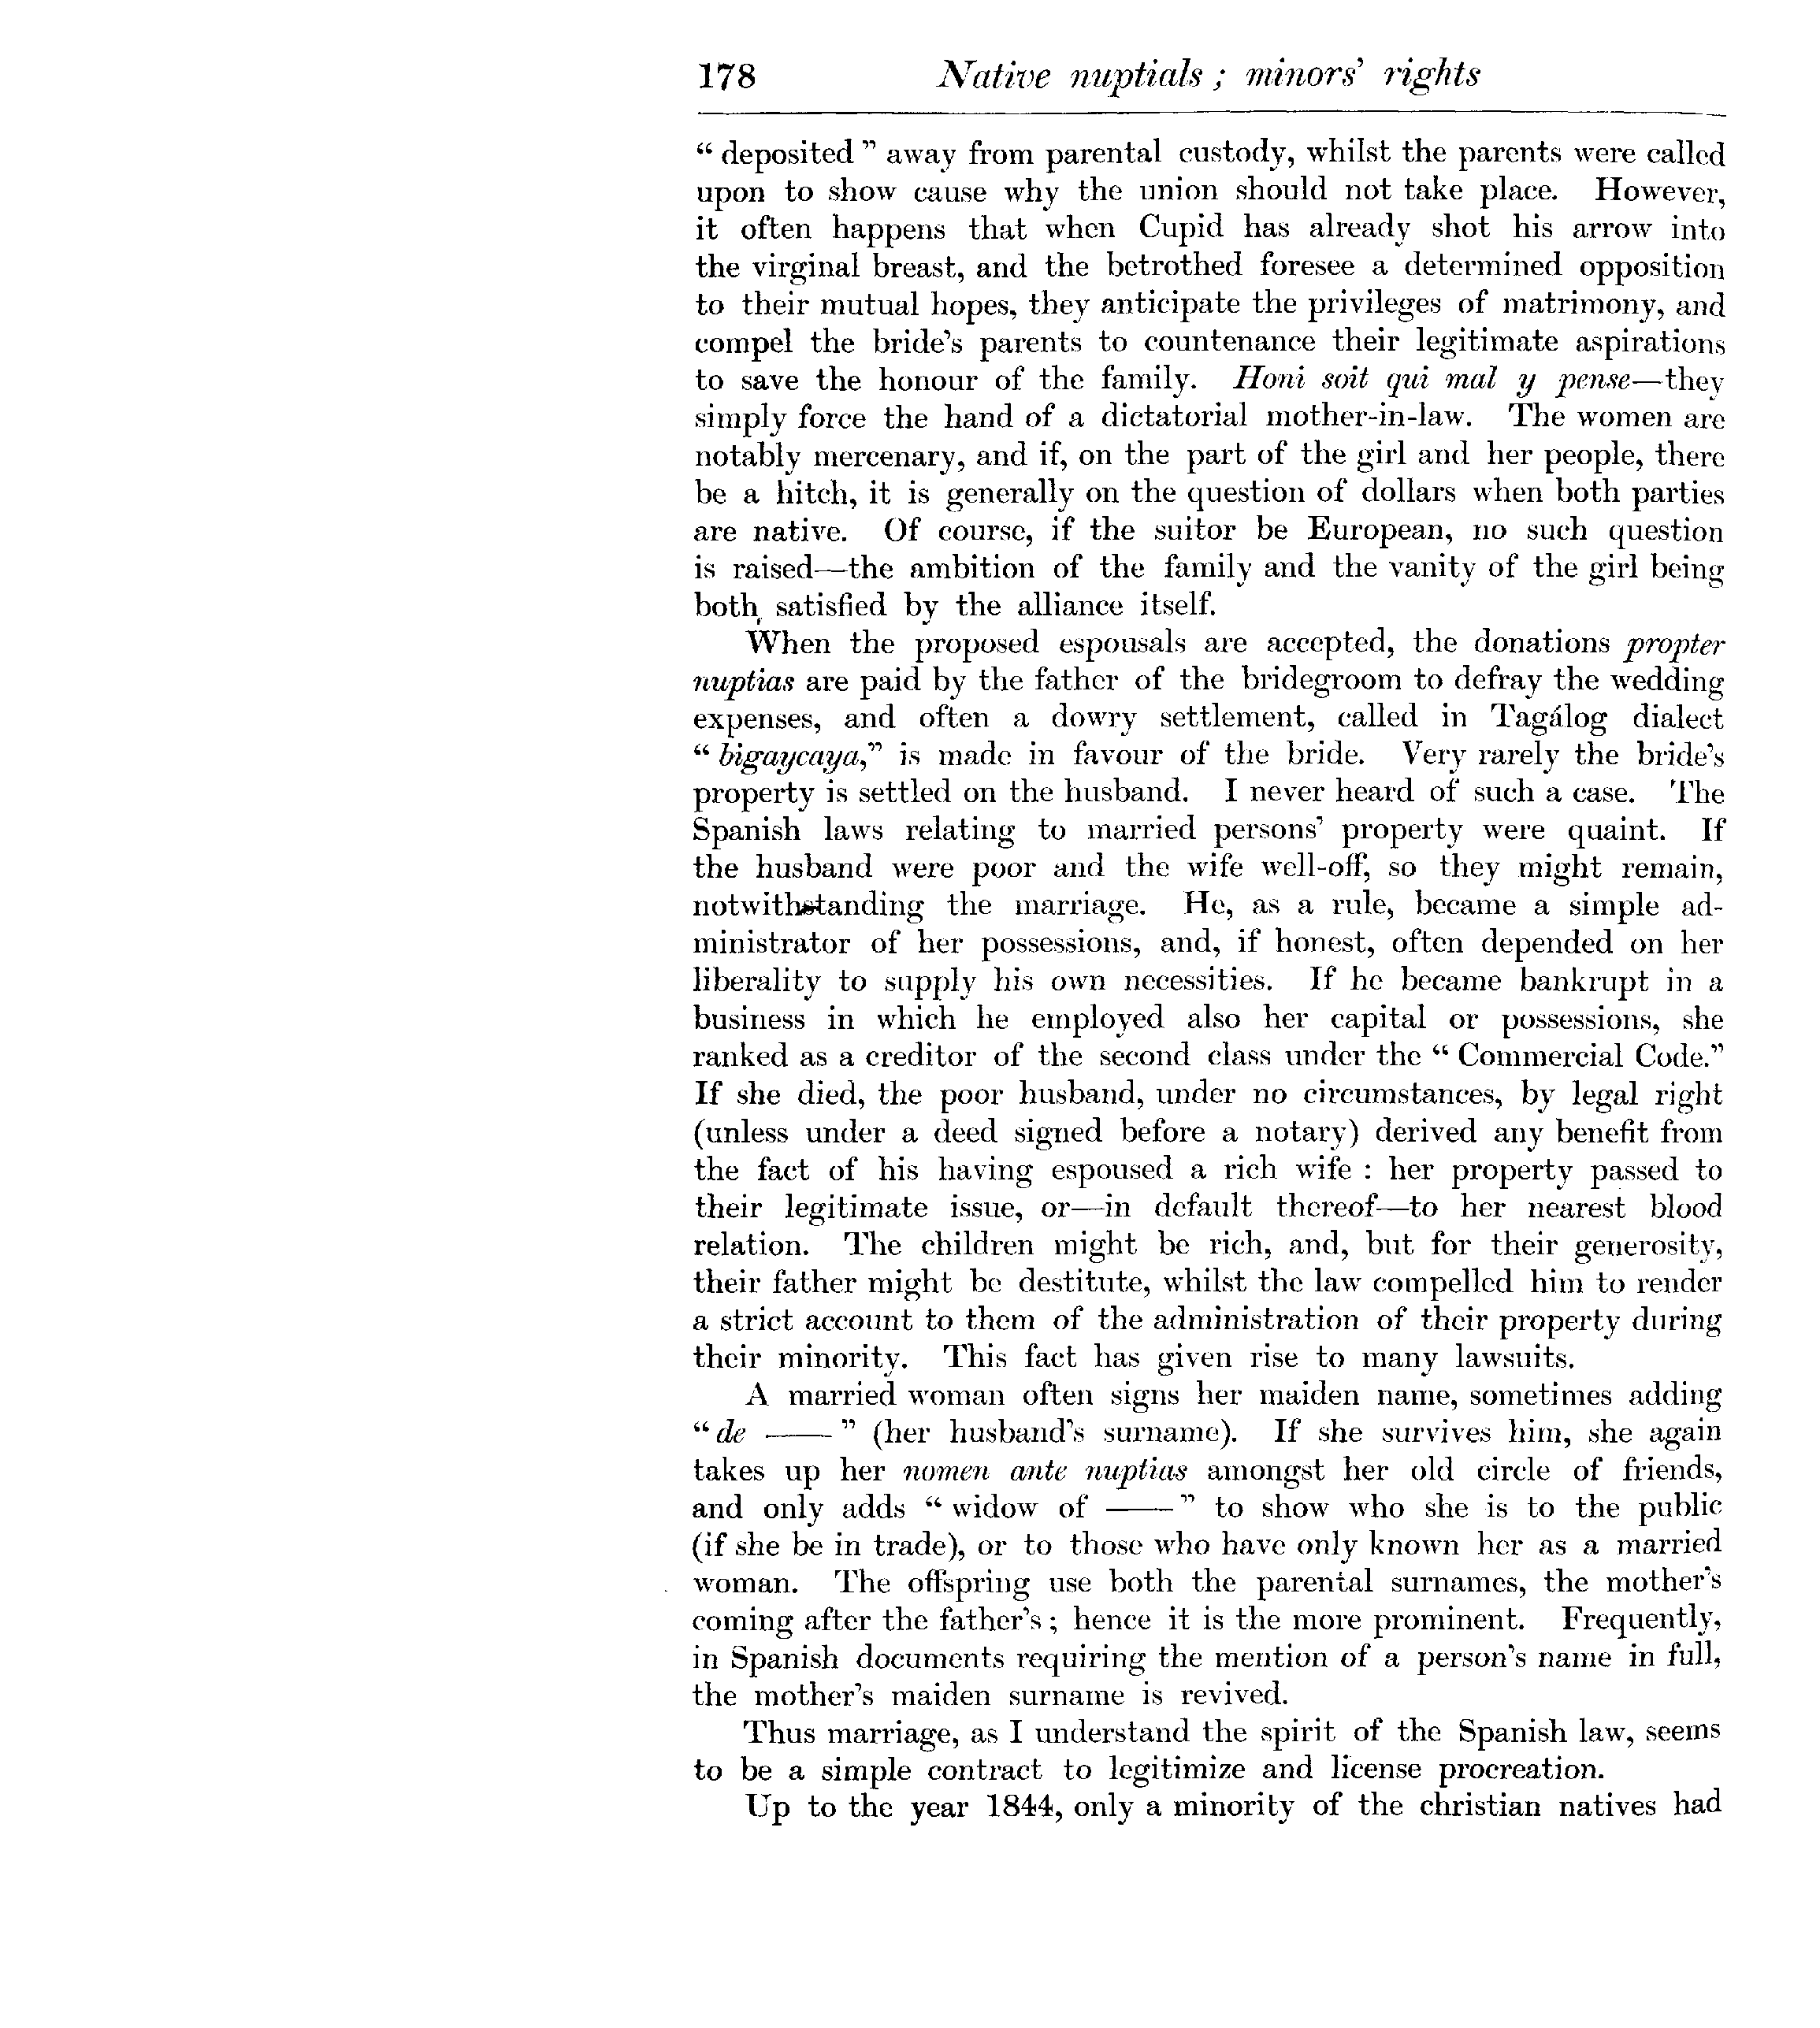 178 Native nuptials ; minors' rights
“ deposited ” away from parental custody, whilst the parents were called
upon to show cause why the union should not take place. However,
it often happens that when Cupid has already shot his arrow into
the virginal breast, and the betrothed foresee a determined opposition
to their mutual hopes, they anticipate the privileges of matrimony, and
compel the bride's parents to countenance their legitimate aspirations
to save the honour of the family. Honi soit qui mal y pense—they
simply force the hand of a dictatorial mother-in-law. The women are
notably mercenary, and if, on the part of the girl and her people, there
be a hitch, it is generally on the question of dollars when both parties
are native. Of course, if the suitor be European, no such question
is raised—the ambition of the family and the vanity of the girl being
both satisfied by the alliance itself.
When the proposed espousals are accepted, the donations propter
nuptias are paid by the father of the bridegroom to defray the wedding
expenses, and often a dowry settlement, called in Tagálog dialect
“ bigaycaya,” is made in favour of the bride. Very rarely the bride's
property is settled on the husband. I never heard of such a case. The
Spanish laws relating to married persons' property were quaint. If
the husband were poor and the wife well-off, so they might remain,
notwithstanding the marriage. He, as a rule, became a simple ad-
ministrator of her possessions, and, if honest, often depended on her
liberality to supply his own necessities. If he became bankrupt in a
business in which he employed also her capital or possessions, she
ranked as a creditor of the second class under the “ Commercial Code.”
If she died, the poor husband, under no circumstances, by legal right
(unless under a deed signed before a notary) derived any benefit from
the fact of his having espoused a rich wife : her property passed to
their legitimate issue, or—in default thereof—to her nearest blood
relation. The children might be rich, and, but for their generosity,
their father might be destitute, whilst the law compelled him to render
a strict account to them of the administration of their property during
their minority. This fact has given rise to many lawsuits.
A married woman often signs her maiden name, sometimes adding
“ de —— ” (her husband's surname). If she survives him, she again
takes up her nomen ante nuptias amongst her old circle of friends,
and only adds “ widow of —— ” to show who she is to the public
(if she be in trade), or to those who have only known her as a married
woman. The offspring use both the parental surnames, the mother's
coming after the father's ; hence it is the more prominent. Frequently,
in Spanish documents requiring the mention of a person's name in full,
the mother's maiden surname is revived.
Thus marriage, as I understand the spirit of the Spanish law, seems
to be a simple contract to legitimize and license procreation.
Up to the year 1844, only a minority of the christian natives had